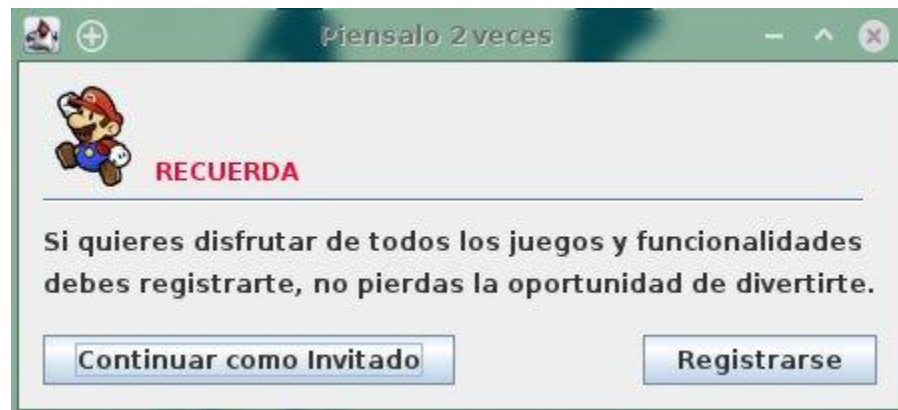 Piensalo 2 veces
RECUERDA
Si quieres disfrutar de todos los juegos y funcionalidades
debes registrarte, no pierdas la oportunidad de divertirte.
Continuar como Invitado
Registrarse